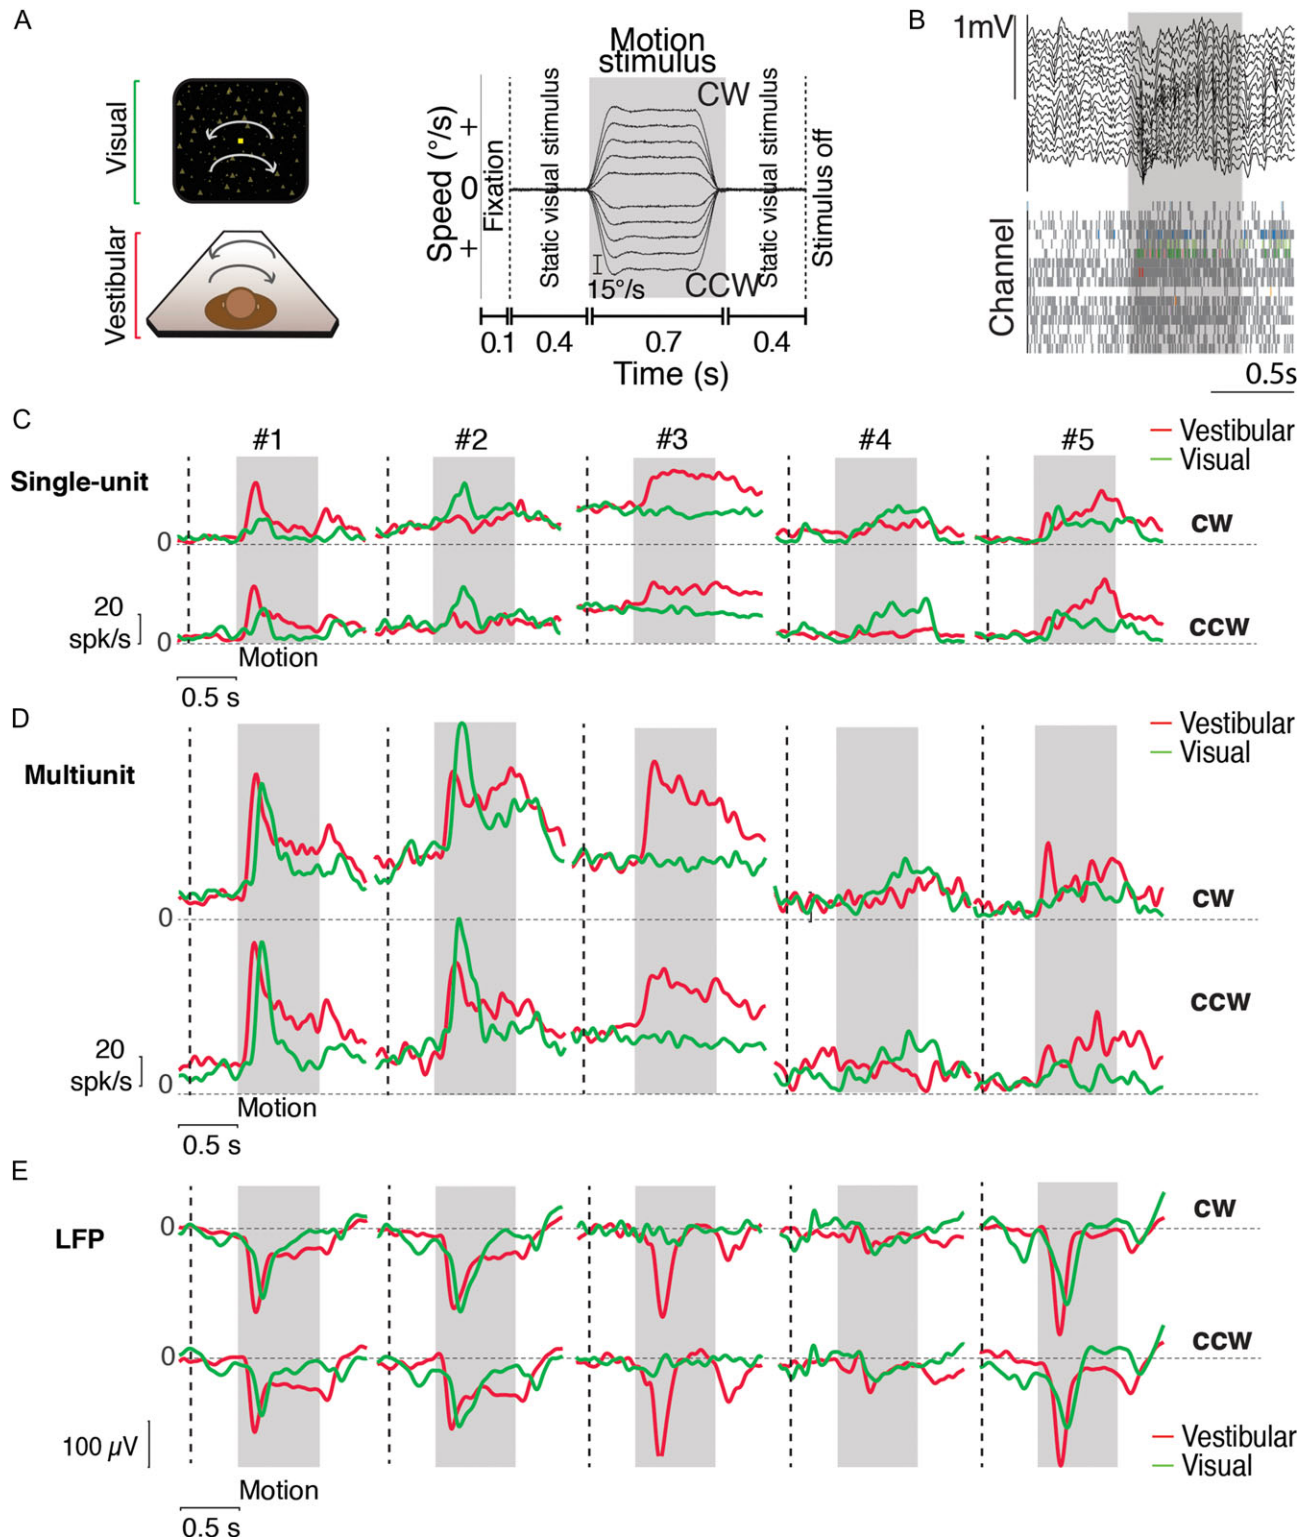 A
Visual
Vestibular
Motion
stimulus
CW
CCW
Speed (°/s)
+
0
+
Fixation
Static visual stimulus
Static visual stimulus
Stimulus off
15°/s
0.1
0.4
0.7
0.4
Time (s)
B
1mV
Channel
0.5s
C
#1
#2
#3
#4
#5
Vestibular
Visual
Single-unit
0
CW
20
spk/s
0
CCW
Motion
0.5 s
D
Vestibular
Visual
Multiunit
0
CW
CCW
20
spk/s
0
Motion
0.5 s
E
0
CW
LFP
0
CCW
100 µV
Vestibular
Visual
Motion
0.5 s